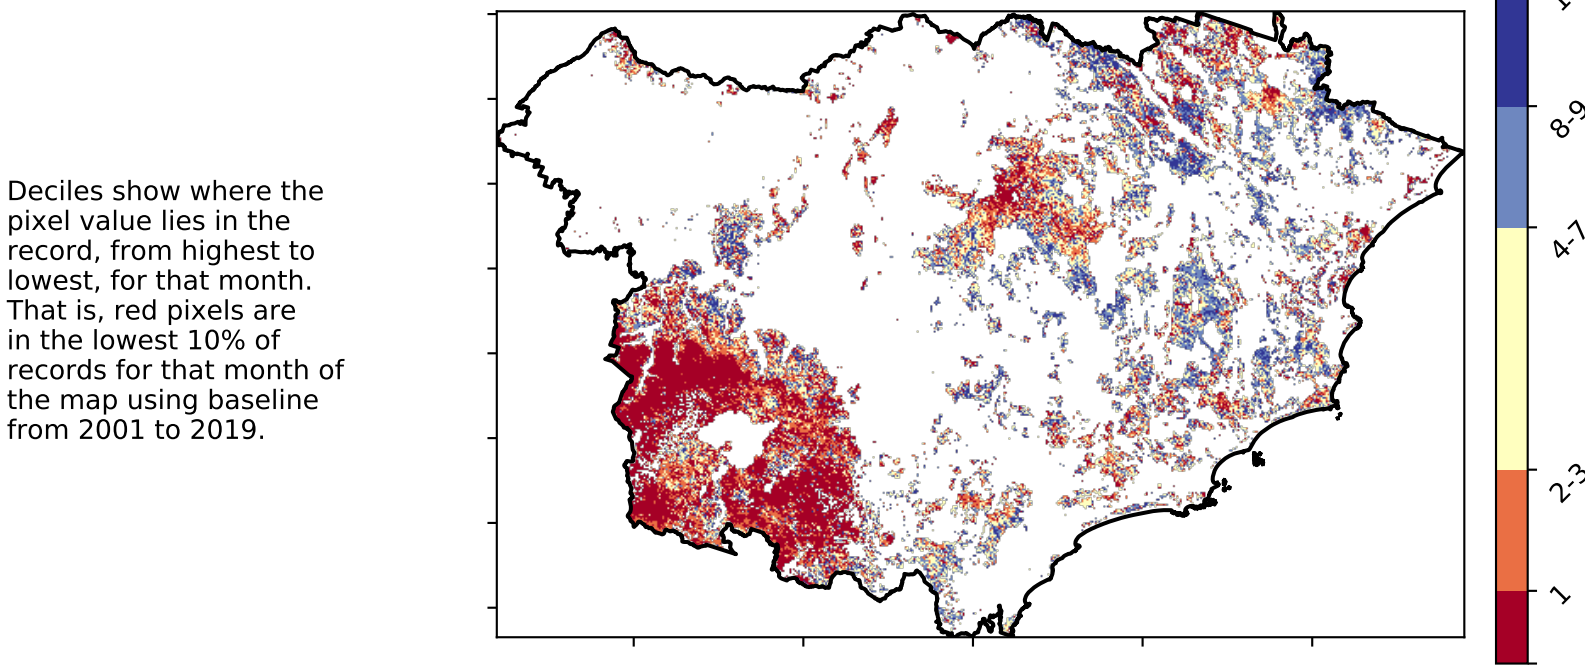 Deciles show where the
pixel value lies in the
record, from highest to
lowest, for that month.
That is, red pixels are
in the lowest 10% of
records for that month of
the map using baseline
from 2001 to 2019.
8-9
4-7
2-3
1